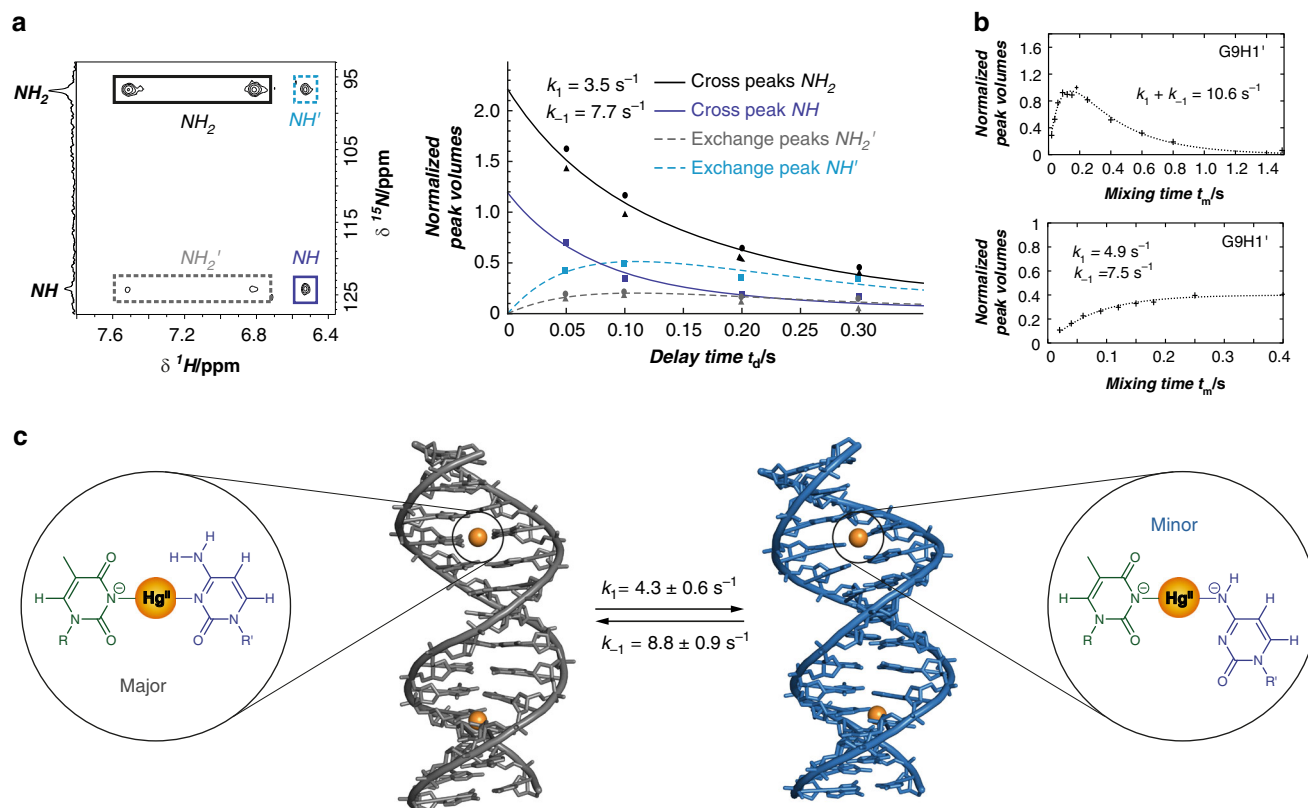 a
NH₂
NH
NH₂
NH'
NH₂'
NH
95
105
115
125
δ ¹⁵N/ppm
7.6
7.2
6.8
6.4
δ ¹H/ppm
Normalized
peak volumes
2.0
1.5
1.0
0.5
0
k₁ = 3.5 s⁻¹
k₋₁ = 7.7 s⁻¹
Cross peaks NH₂
Cross peak NH
Exchange peaks NH₂'
Exchange peak NH'
0
0.05
0.10
0.20
0.30
Delay time t_d/s
b
Normalized
peak volumes
1.6
1.2
0.8
0.4
0
G9H1'
k₁ + k₋₁ = 10.6 s⁻¹
0
0.2
0.4
0.6
0.8
1.0
1.2
1.4
Mixing time t_m/s
Normalized
peak volumes
1
0.8
0.6
0.4
0.2
0
G9H1'
k₁ = 4.9 s⁻¹
k₋₁ =7.5 s⁻¹
0
0.1
0.2
0.3
0.4
Mixing time t_m/s
c
H
O
N
⊖
Hg^II
N
H
N
H
H
H
N
O
R
N
O
R'
Major
k₁ = 4.3 ± 0.6 s⁻¹
k₋₁ = 8.8 ± 0.9 s⁻¹
Minor
O
H
N
⊖
Hg^II
⊖
N
H
H
N
O
R
N
H
N
O
R'